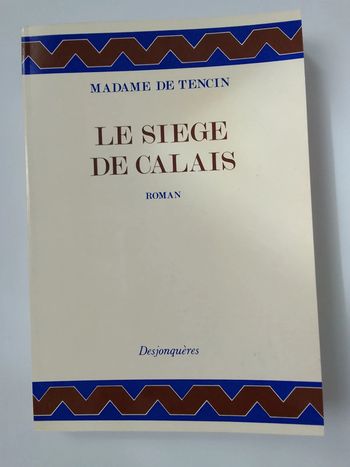 MADAME DE TENCIN
LE SIEGE
DE CALAIS
ROMAN
Desjonquères